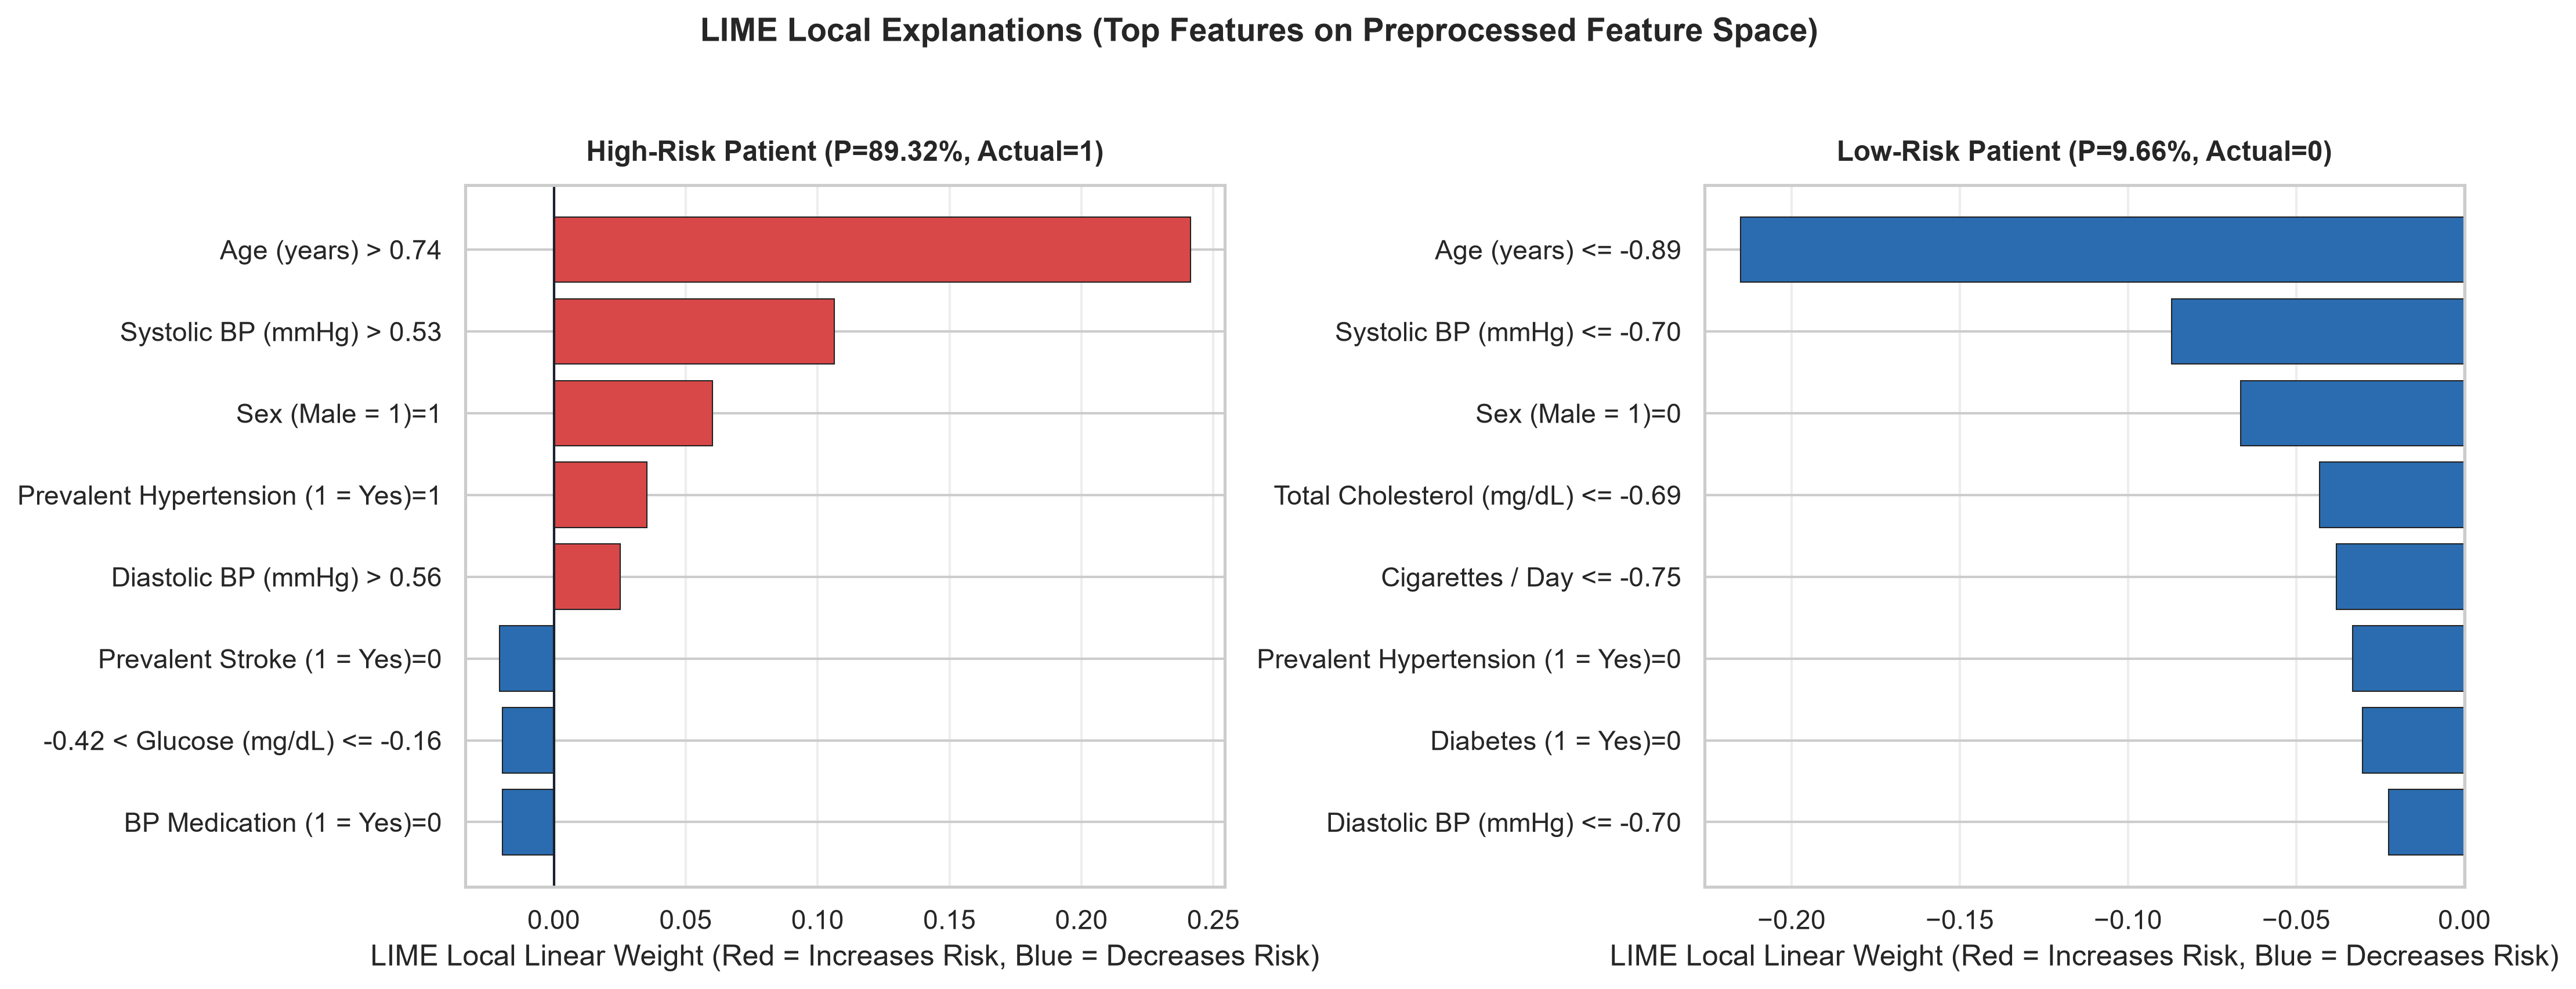 LIME Local Explanations (Top Features on Preprocessed Feature Space)
High-Risk Patient (P=89.32%, Actual=1)
Age (years) > 0.74
Systolic BP (mmHg) > 0.53
Sex (Male = 1)=1
Prevalent Hypertension (1 = Yes)=1
Diastolic BP (mmHg) > 0.56
Prevalent Stroke (1 = Yes)=0
-0.42 < Glucose (mg/dL) <= -0.16
BP Medication (1 = Yes)=0
0.00 0.05 0.10 0.15 0.20 0.25
LIME Local Linear Weight (Red = Increases Risk, Blue = Decreases Risk)
Low-Risk Patient (P=9.66%, Actual=0)
Age (years) <= -0.89
Systolic BP (mmHg) <= -0.70
Sex (Male = 1)=0
Total Cholesterol (mg/dL) <= -0.69
Cigarettes / Day <= -0.75
Prevalent Hypertension (1 = Yes)=0
Diabetes (1 = Yes)=0
Diastolic BP (mmHg) <= -0.70
−0.20 −0.15 −0.10 −0.05 0.00
LIME Local Linear Weight (Red = Increases Risk, Blue = Decreases Risk)